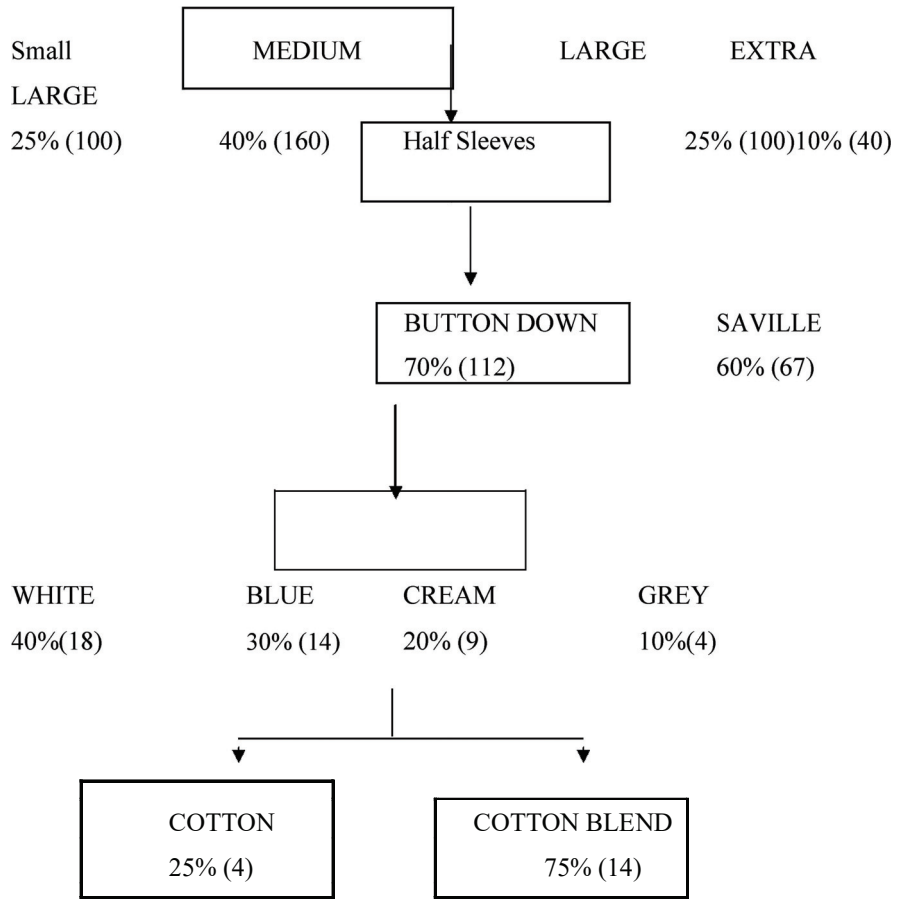 Small MEDIUM LARGE EXTRA
LARGE
25% (100) 40% (160) Half Sleeves 25% (100)10% (40)
BUTTON DOWN SAVILLE
70% (112) 60% (67)
WHITE BLUE CREAM GREY
40%(18) 30% (14) 20% (9) 10%(4)
COTTON COTTON BLEND
25% (4) 75% (14)